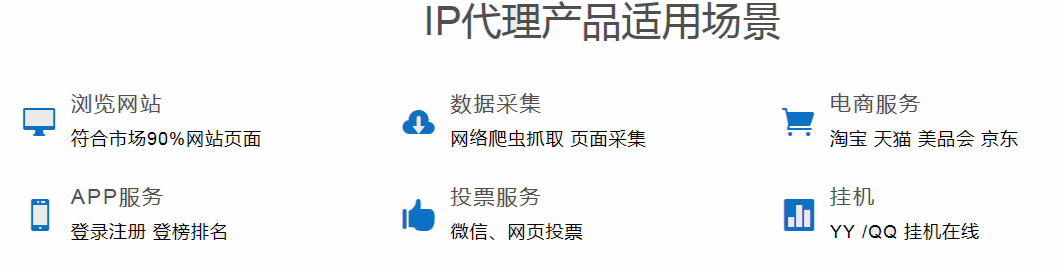 IP代理产品适用场景
浏览网站
符合市场90%网站页面
数据采集
网络爬虫抓取 页面采集
电商服务
淘宝 天猫 美品会 京东
APP服务
登录注册 登榜排名
投票服务
微信、网页投票
挂机
YY /QQ 挂机在线